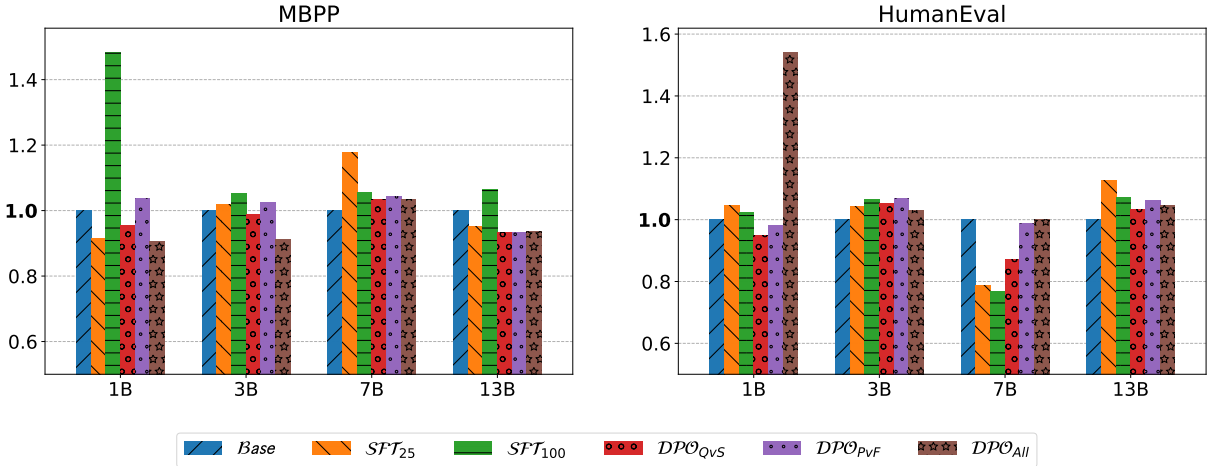 MBPP
1.4
1.2
1.0
0.8
0.6
1B 3B 7B 13B
HumanEval
1.6
1.4
1.2
1.0
0.8
0.6
1B 3B 7B 13B
Base SFT25 SFT100 DPOQvS DPOPvF DPOAll